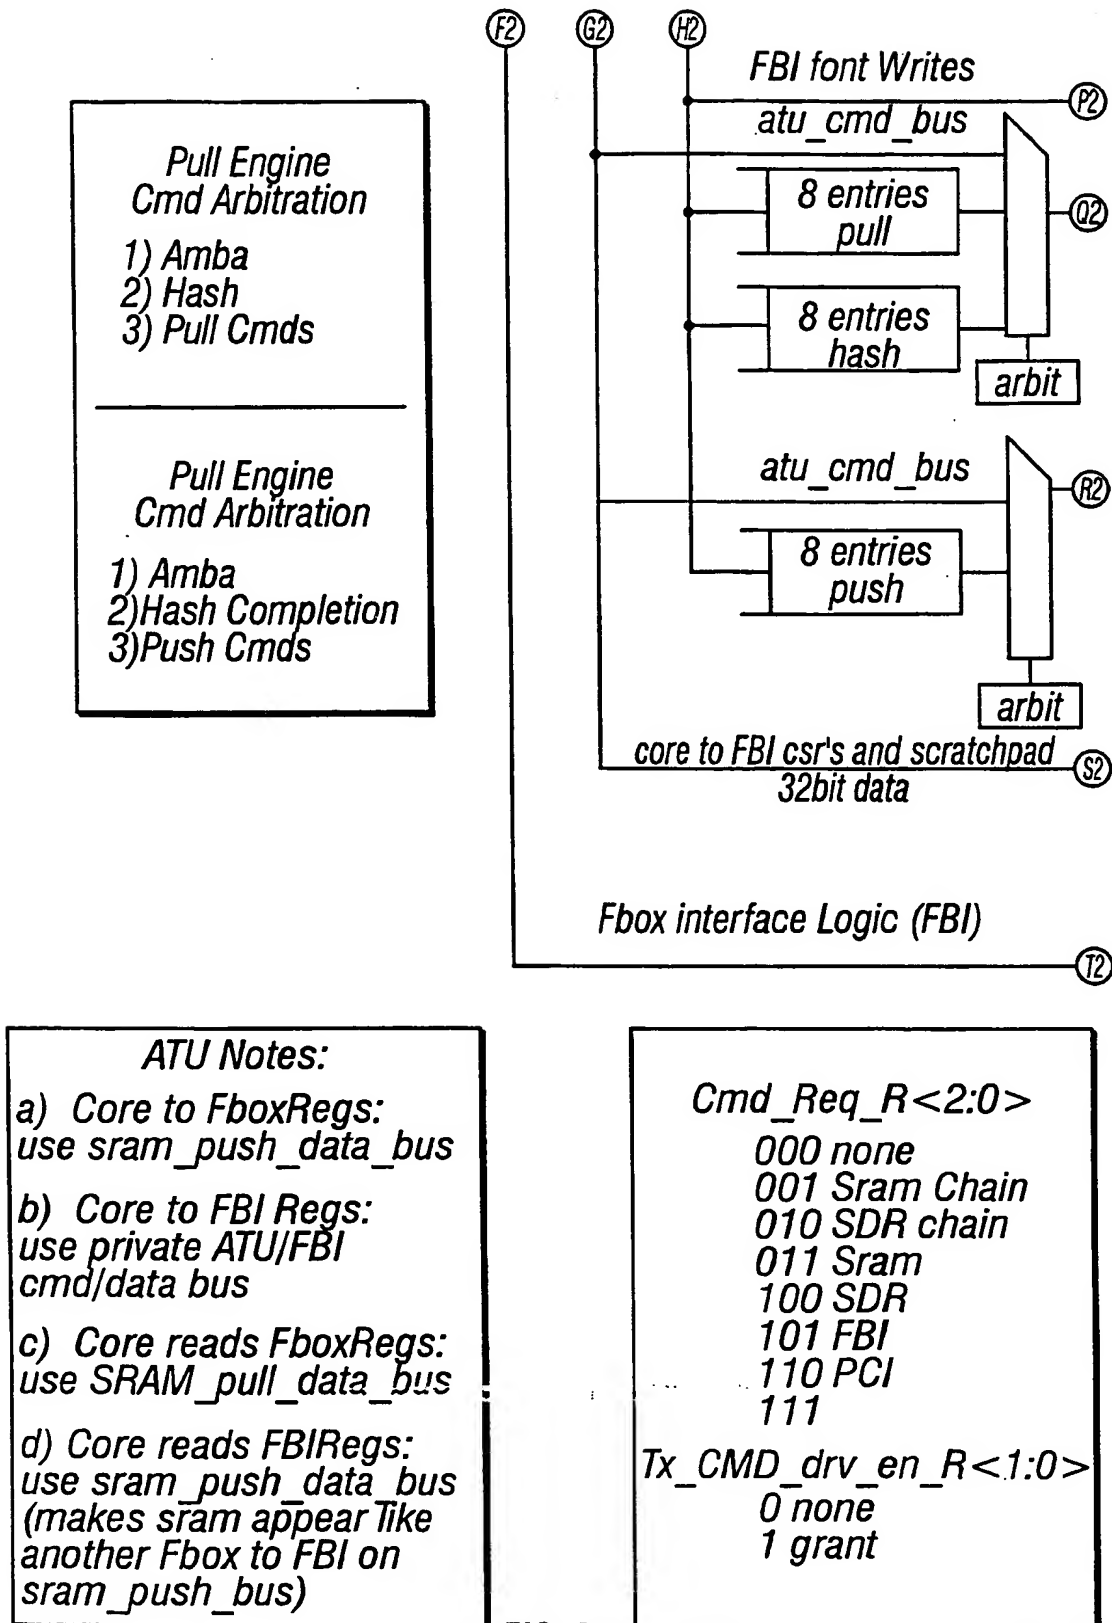 F2
G2
H2
FBI font Writes
P2
atu_cmd_bus
8 entries
pull
Q2
8 entries
hash
arbit
Pull Engine
Cmd Arbitration
1) Amba
2) Hash
3) Pull Cmds
Pull Engine
Cmd Arbitration
1) Amba
2)Hash Completion
3)Push Cmds
atu_cmd_bus
R2
8 entries
push
arbit
core to FBI csr's and scratchpad
S2
32bit data
Fbox interface Logic (FBI)
T2
ATU Notes:
a) Core to FboxRegs:
use sram_push_data_bus
b) Core to FBI Regs:
use private ATU/FBI
cmd/data bus
c) Core reads FboxRegs:
use SRAM_pull_data_bus
d) Core reads FBIRegs:
use sram_push_data_bus
(makes sram appear like
another Fbox to FBI on
sram_push_bus)
Cmd_Req_R<2:0>
000 none
001 Sram Chain
010 SDR chain
011 Sram
100 SDR
101 FBI
110 PCI
111
Tx_CMD_drv_en_R<1:0>
0 none
1 grant